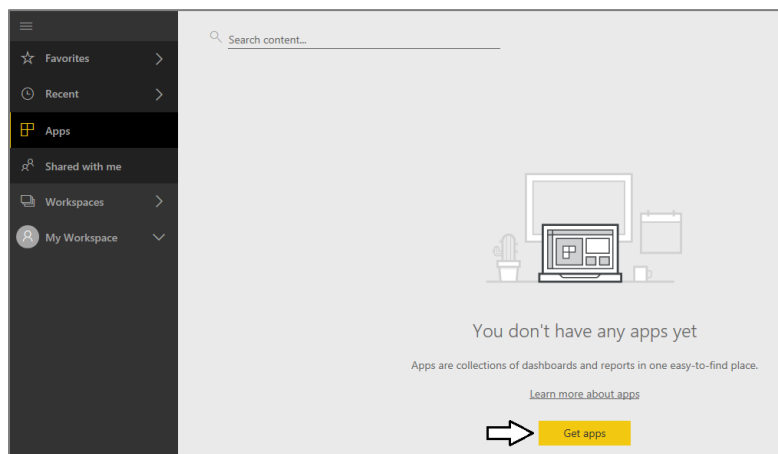 Search content...
Favorites
Recent
Apps
Shared with me
Workspaces
My Workspace
You don't have any apps yet
Apps are collections of dashboards and reports in one easy-to-find place.
Learn more about apps
Get apps